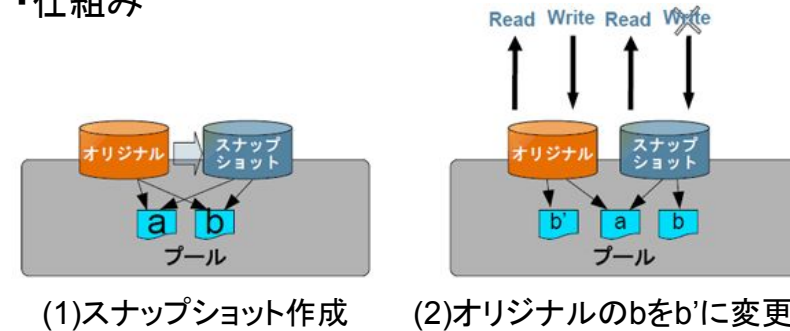 ・仕組み
オリジナル
スナップ
ショット
a
b
プール
(1)スナップショット作成
Read Write Read Write
オリジナル
スナップ
ショット
b'
a
b
プール
(2)オリジナルのbをb’に変更